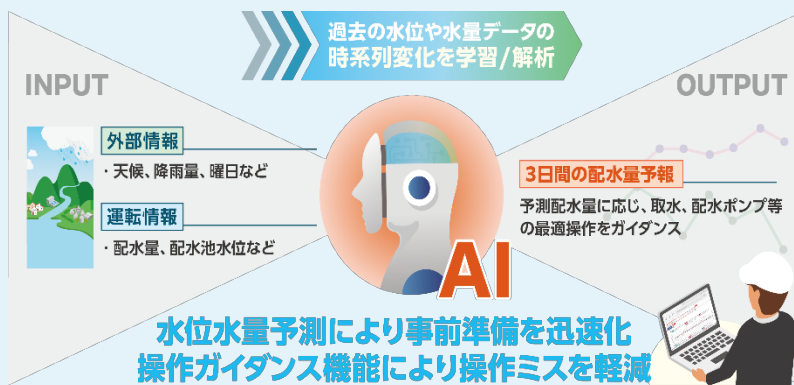 過去の水位や水量データの
時系列変化を学習/解析
INPUT
OUTPUT
外部情報
・天候、降雨量、曜日など
運転情報
・配水量、配水池水位など
AI
3日間の配水量予報
予測配水量に応じ、取水、配水ポンプ等
の最適操作をガイダンス
水位水量予測により事前準備を迅速化
操作ガイダンス機能により操作ミスを軽減